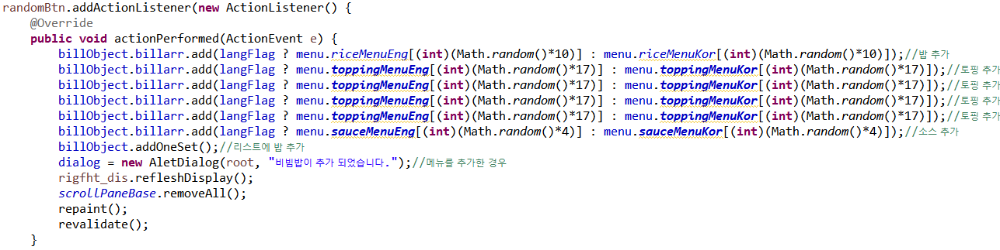 randomBtn.addActionListener(new ActionListener() {
@Override
public void actionPerformed(ActionEvent e) {
billObject.billarr.add(langFlag ? menu.riceMenuEng[(int)(Math.random()*10)] : menu.riceMenuKor[(int)(Math.random()*10)]);//밥 추가
billObject.billarr.add(langFlag ? menu.toppingMenuEng[(int)(Math.random()*17)] : menu.toppingMenuKor[(int)(Math.random()*17)]);//토핑 추가
billObject.billarr.add(langFlag ? menu.toppingMenuEng[(int)(Math.random()*17)] : menu.toppingMenuKor[(int)(Math.random()*17)]);//토핑 추가
billObject.billarr.add(langFlag ? menu.toppingMenuEng[(int)(Math.random()*17)] : menu.toppingMenuKor[(int)(Math.random()*17)]);//토핑 추가
billObject.billarr.add(langFlag ? menu.toppingMenuEng[(int)(Math.random()*17)] : menu.toppingMenuKor[(int)(Math.random()*17)]);//토핑 추가
billObject.billarr.add(langFlag ? menu.sauceMenuEng[(int)(Math.random()*4)] : menu.sauceMenuKor[(int)(Math.random()*4)]);//소스 추가
billObject.addOneSet();//리스트에 밥 추가
dialog = new AletDialog(root, "비빔밥이 추가 되었습니다.");//메뉴를 추가한 경우
rigfht_dis.refleshDisplay();
scrollPaneBase.removeAll();
repaint();
revalidate();
}